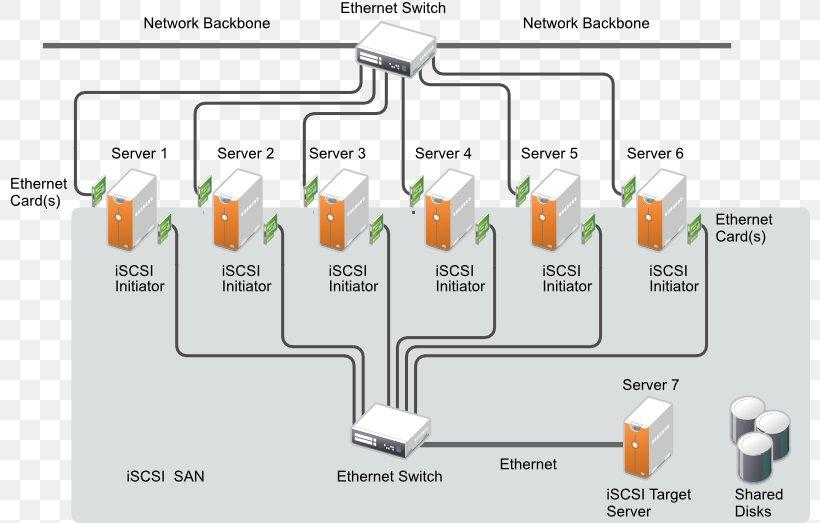 Ethernet Switch
Network Backbone
Network Backbone
Server 1
Server 2
Server 3
Server 4
Server 5
Server 6
Ethernet
Card(s)
Ethernet
Card(s)
iSCSI
Initiator
iSCSI
Initiator
iSCSI
Initiator
iSCSI
Initiator
iSCSI
Initiator
iSCSI
Initiator
Server 7
Ethernet
iSCSI SAN
Ethernet Switch
iSCSI Target
Server
Shared
Disks